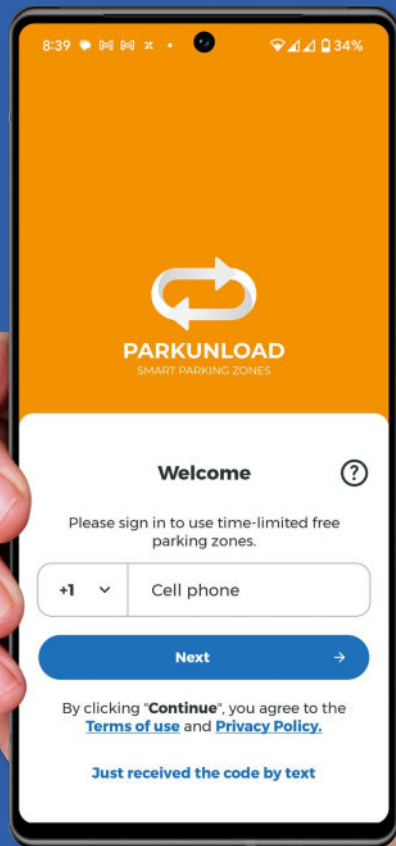 8:39
34%
PARKUNLOAD
SMART PARKING ZONES
Welcome
?
Please sign in to use time-limited free
parking zones.
+1 Cell phone
Next →
By clicking "Continue", you agree to the
Terms of use and Privacy Policy.
Just received the code by text